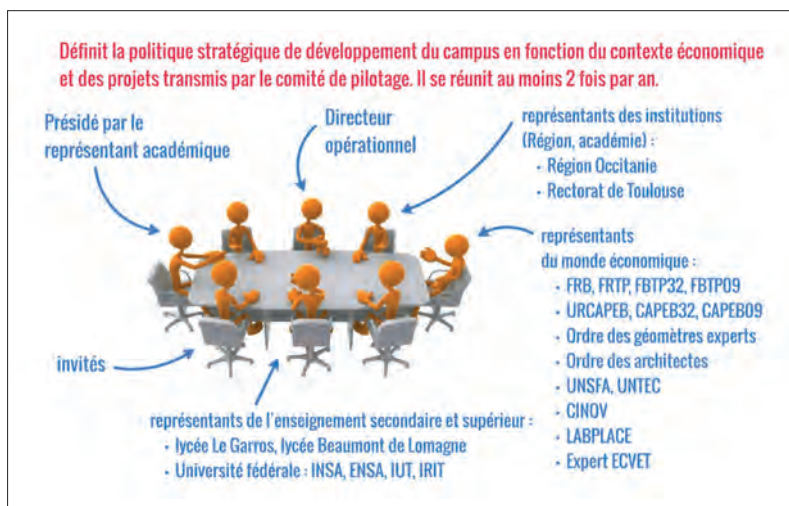 Définit la politique stratégique de développement du campus en fonction du contexte économique
et des projets transmis par le comité de pilotage. Il se réunit au moins 2 fois par an.
Présidé par le
représentant académique
Directeur
opérationnel
représentants des institutions
(Région, académie) :
- Région Occitanie
- Rectorat de Toulouse
représentants
du monde économique :
- FRB, FRTP, FBTP32, FBTP09
- URCAPEB, CAPEB32, CAPEB09
- Ordre des géomètres experts
- Ordre des architectes
- UNSFA, UNTEC
- CINOV
- LABPLACE
- Expert ECVET
invités
représentants de l'enseignement secondaire et supérieur :
- lycée Le Garros, lycée Beaumont de Lomagne
- Université fédérale : INSA, ENSA, IUT, IRIT